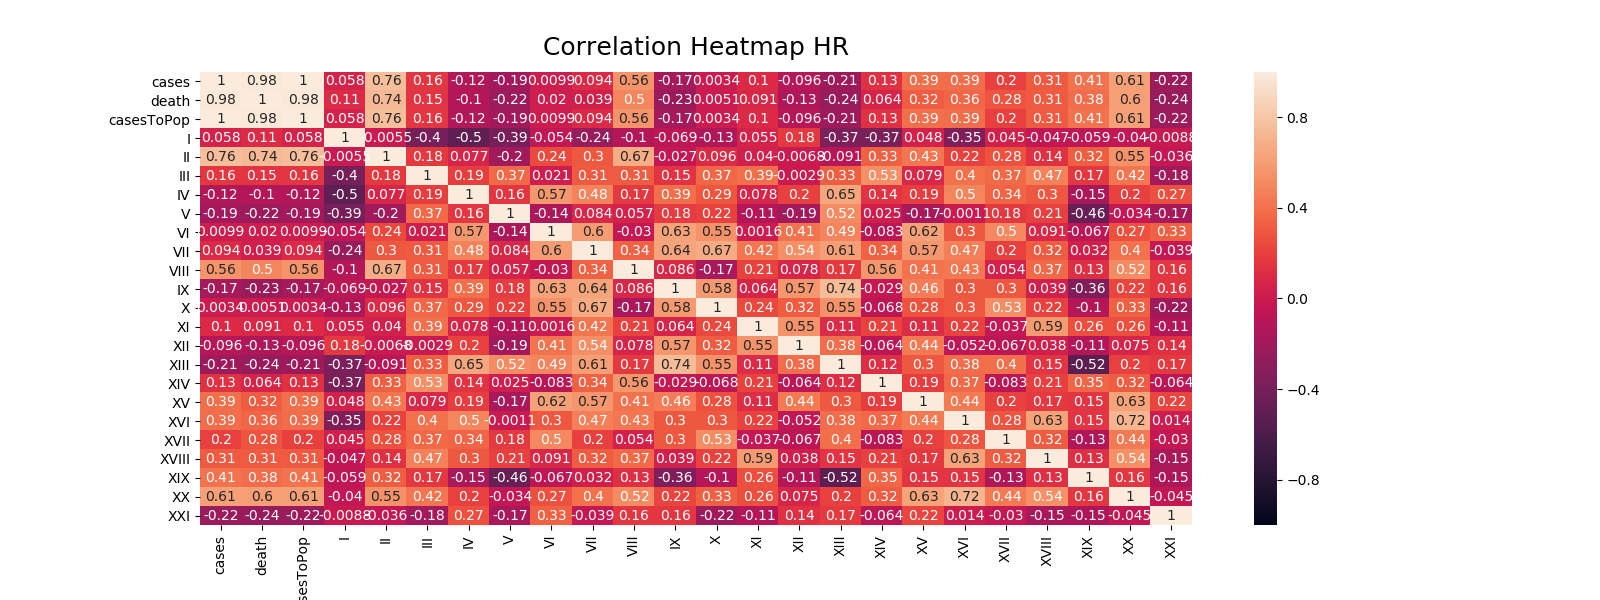 Correlation Heatmap HR
cases 1 0.98 1 0.058 0.76 0.16 -0.12 -0.19 0.0099 0.094 0.56 -0.17 0.0034 0.1 -0.096 -0.21 0.13 0.39 0.39 0.2 0.31 0.41 0.61 -0.22
death 0.98 1 0.98 0.11 0.74 0.15 -0.1 -0.22 0.02 0.039 0.5 -0.23 0.0051 0.091 -0.13 -0.24 0.064 0.32 0.36 0.28 0.31 0.38 0.6 -0.24
casesToPop 1 0.98 1 0.058 0.76 0.16 -0.12 -0.19 0.0099 0.094 0.56 -0.17 0.0034 0.1 -0.096 -0.21 0.13 0.39 0.39 0.2 0.31 0.41 0.61 -0.22
I 0.058 0.11 0.058 1 0.0055 -0.4 -0.5 -0.39 -0.054 -0.24 -0.1 -0.069 -0.13 0.055 0.18 -0.37 -0.37 0.048 -0.35 0.045 -0.047 -0.059 -0.04 -0.0088
II 0.76 0.74 0.76 -0.0055 1 0.18 0.077 -0.2 0.24 0.3 0.67 -0.027 0.096 0.04 -0.0068 -0.091 0.33 0.43 0.22 0.28 0.14 0.32 0.55 -0.036
III 0.16 0.15 0.16 -0.4 0.18 1 0.19 0.37 0.021 0.31 0.31 0.15 0.37 0.39 -0.0029 0.33 0.53 0.079 0.4 0.37 0.47 0.17 0.42 -0.18
IV -0.12 -0.1 -0.12 -0.5 0.077 0.19 1 0.16 0.57 0.48 0.17 0.39 0.29 0.078 0.2 0.65 0.14 0.19 0.5 0.34 0.3 -0.15 0.2 0.27
V -0.19 -0.22 -0.19 -0.39 -0.2 0.37 0.16 1 -0.14 0.084 0.057 0.18 0.22 -0.11 -0.19 0.52 0.025 -0.17 -0.0011 0.18 0.21 -0.46 -0.034 -0.17
VI 0.0099 0.02 0.0099 -0.054 0.24 0.021 0.57 -0.14 1 0.6 -0.03 0.63 0.55 0.0016 0.41 0.49 -0.083 0.62 0.3 0.5 0.091 -0.067 0.27 0.33
VII 0.094 0.039 0.094 -0.24 0.3 0.31 0.48 0.084 0.6 1 0.34 0.64 0.67 0.42 0.54 0.61 0.34 0.57 0.47 0.2 0.32 0.032 0.4 -0.039
VIII 0.56 0.5 0.56 -0.1 0.67 0.31 0.17 0.057 -0.03 0.34 1 0.086 -0.17 0.21 0.078 0.17 0.56 0.41 0.43 0.054 0.37 0.13 0.52 0.16
IX -0.17 -0.23 -0.17 -0.069 -0.027 0.15 0.39 0.18 0.63 0.64 0.086 1 0.58 0.064 0.57 0.74 -0.029 0.46 0.3 0.3 0.039 -0.36 0.22 0.16
X 0.0034 0.0051 0.0034 -0.13 0.096 0.37 0.29 0.22 0.55 0.67 -0.17 0.58 1 0.24 0.32 0.55 -0.068 0.28 0.3 0.53 0.22 -0.1 0.33 -0.22
XI 0.1 0.091 0.1 0.055 0.04 0.39 0.078 -0.11 0.0016 0.42 0.21 0.064 0.24 1 0.55 0.11 0.21 0.11 0.22 -0.037 0.59 0.26 0.26 -0.11
XII -0.096 -0.13 -0.096 0.18 -0.0068 -0.0029 0.2 -0.19 0.41 0.54 0.078 0.57 0.32 0.55 1 0.38 -0.064 0.44 -0.052 -0.067 0.038 -0.11 0.075 0.14
XIII -0.21 -0.24 -0.21 -0.37 -0.091 0.33 0.65 0.52 0.49 0.61 0.17 0.74 0.55 0.11 0.38 1 0.12 0.3 0.38 0.4 0.15 -0.52 0.2 0.17
XIV 0.13 0.064 0.13 -0.37 0.33 0.53 0.14 0.025 -0.083 0.34 0.56 -0.029 -0.068 0.21 -0.064 0.12 1 0.19 0.37 -0.083 0.21 0.35 0.32 -0.064
XV 0.39 0.32 0.39 0.048 0.43 0.079 0.19 -0.17 0.62 0.57 0.41 0.46 0.28 0.11 0.44 0.3 0.19 1 0.44 0.2 0.17 0.15 0.63 0.22
XVI 0.39 0.36 0.39 -0.35 0.22 0.4 0.5 -0.0011 0.3 0.47 0.43 0.3 0.3 0.22 -0.052 0.38 0.37 0.44 1 0.28 0.63 0.15 0.72 0.014
XVII 0.2 0.28 0.2 0.045 0.28 0.37 0.34 0.18 0.5 0.2 0.054 0.3 0.53 -0.037 -0.067 0.4 -0.083 0.2 0.28 1 0.32 -0.13 0.44 -0.03
XVIII 0.31 0.31 0.31 -0.047 0.14 0.47 0.3 0.21 0.091 0.32 0.37 0.039 0.22 0.59 0.038 0.15 0.21 0.17 0.63 0.32 1 0.13 0.54 -0.15
XIX 0.41 0.38 0.41 -0.059 0.32 0.17 -0.15 -0.46 -0.067 0.032 0.13 -0.36 -0.1 0.26 -0.11 -0.52 0.35 0.15 0.15 -0.13 0.13 1 0.16 -0.15
XX 0.61 0.6 0.61 -0.04 0.55 0.42 0.2 -0.034 0.27 0.4 0.52 0.22 0.33 0.26 0.075 0.2 0.32 0.63 0.72 0.44 0.54 0.16 1 -0.045
XXI -0.22 -0.24 -0.22 -0.0088 -0.036 -0.18 0.27 -0.17 0.33 -0.039 0.16 0.16 -0.22 -0.11 0.14 0.17 -0.064 0.22 0.014 -0.03 -0.15 -0.15 -0.045 1
cases death sesToPop I II III IV V VI VII VIII IX X XI XII XIII XIV XV XVI XVII XVIII XIX XX XXI
0.8
0.4
0.0
−0.4
−0.8